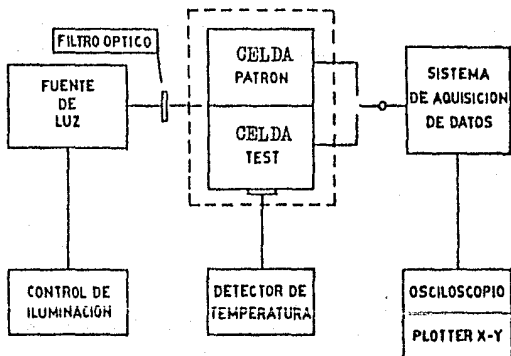 FILTRO OPTICO
FUENTE
DE
LUZ
CELDA
PATRON
CELDA
TEST
SISTEMA
DE AQUISICION
DE DATOS
CONTROL DE
ILUMINACIÓN
DETECTOR DE
TEMPERATURA
OSCILOSCOPIO
PLOTTER X-Y